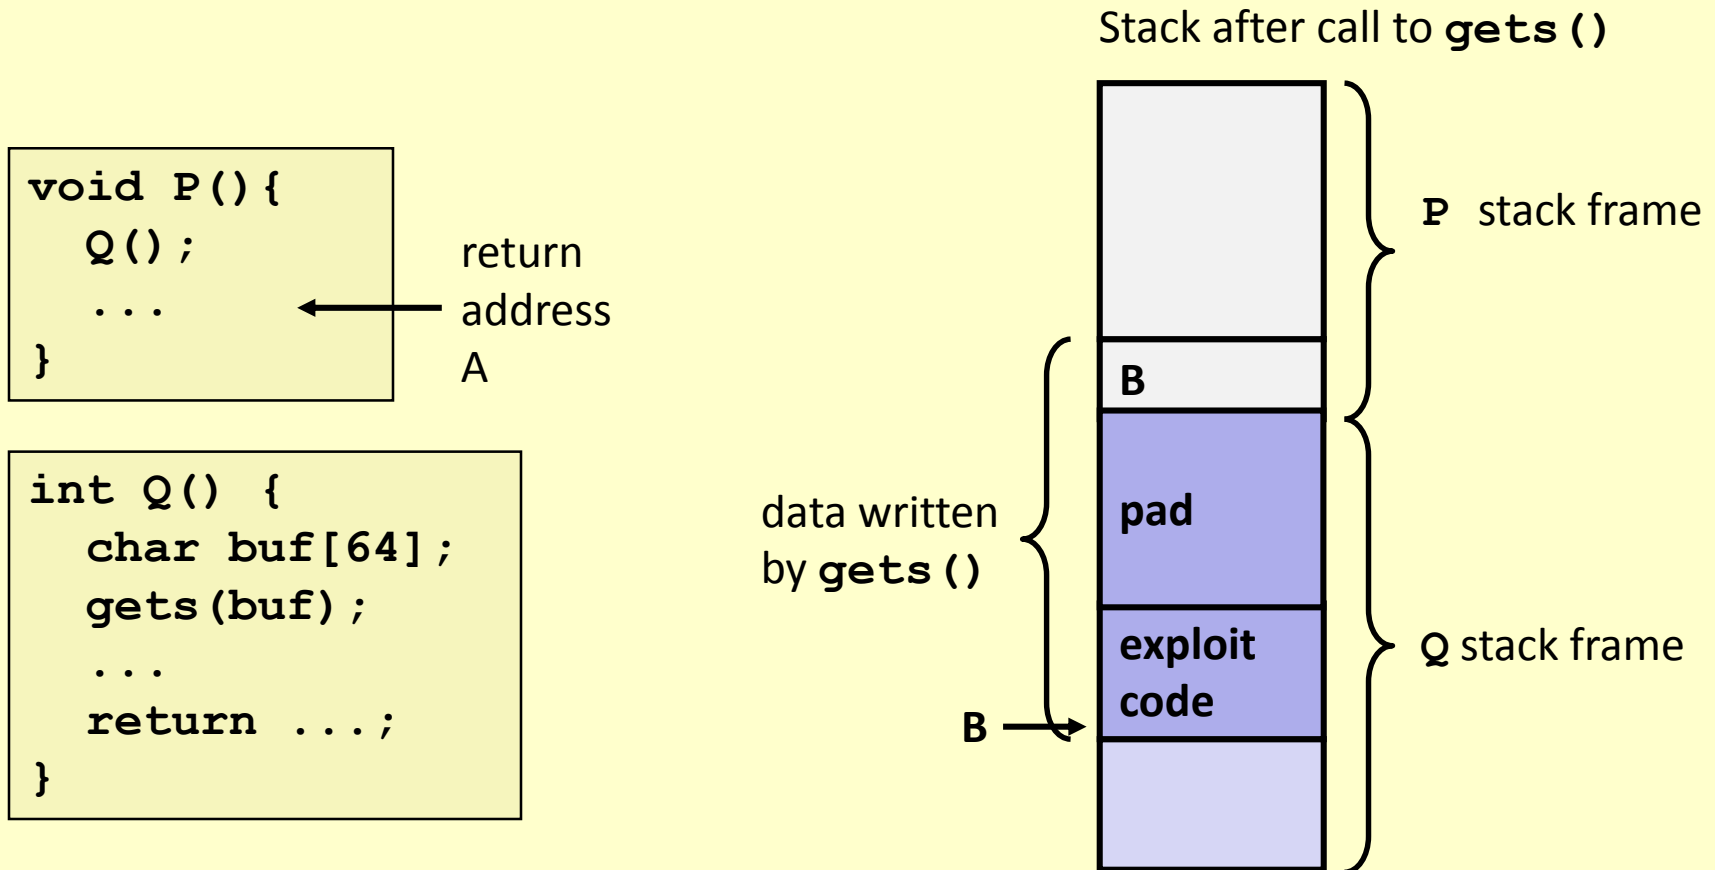 Stack after call to gets()
void P(){
Q();
...
}
return
address
A
int Q() {
char buf[64];
gets(buf);
...
return ...;
}
P stack frame
B
data written
by gets()
pad
exploit
code
B
Q stack frame